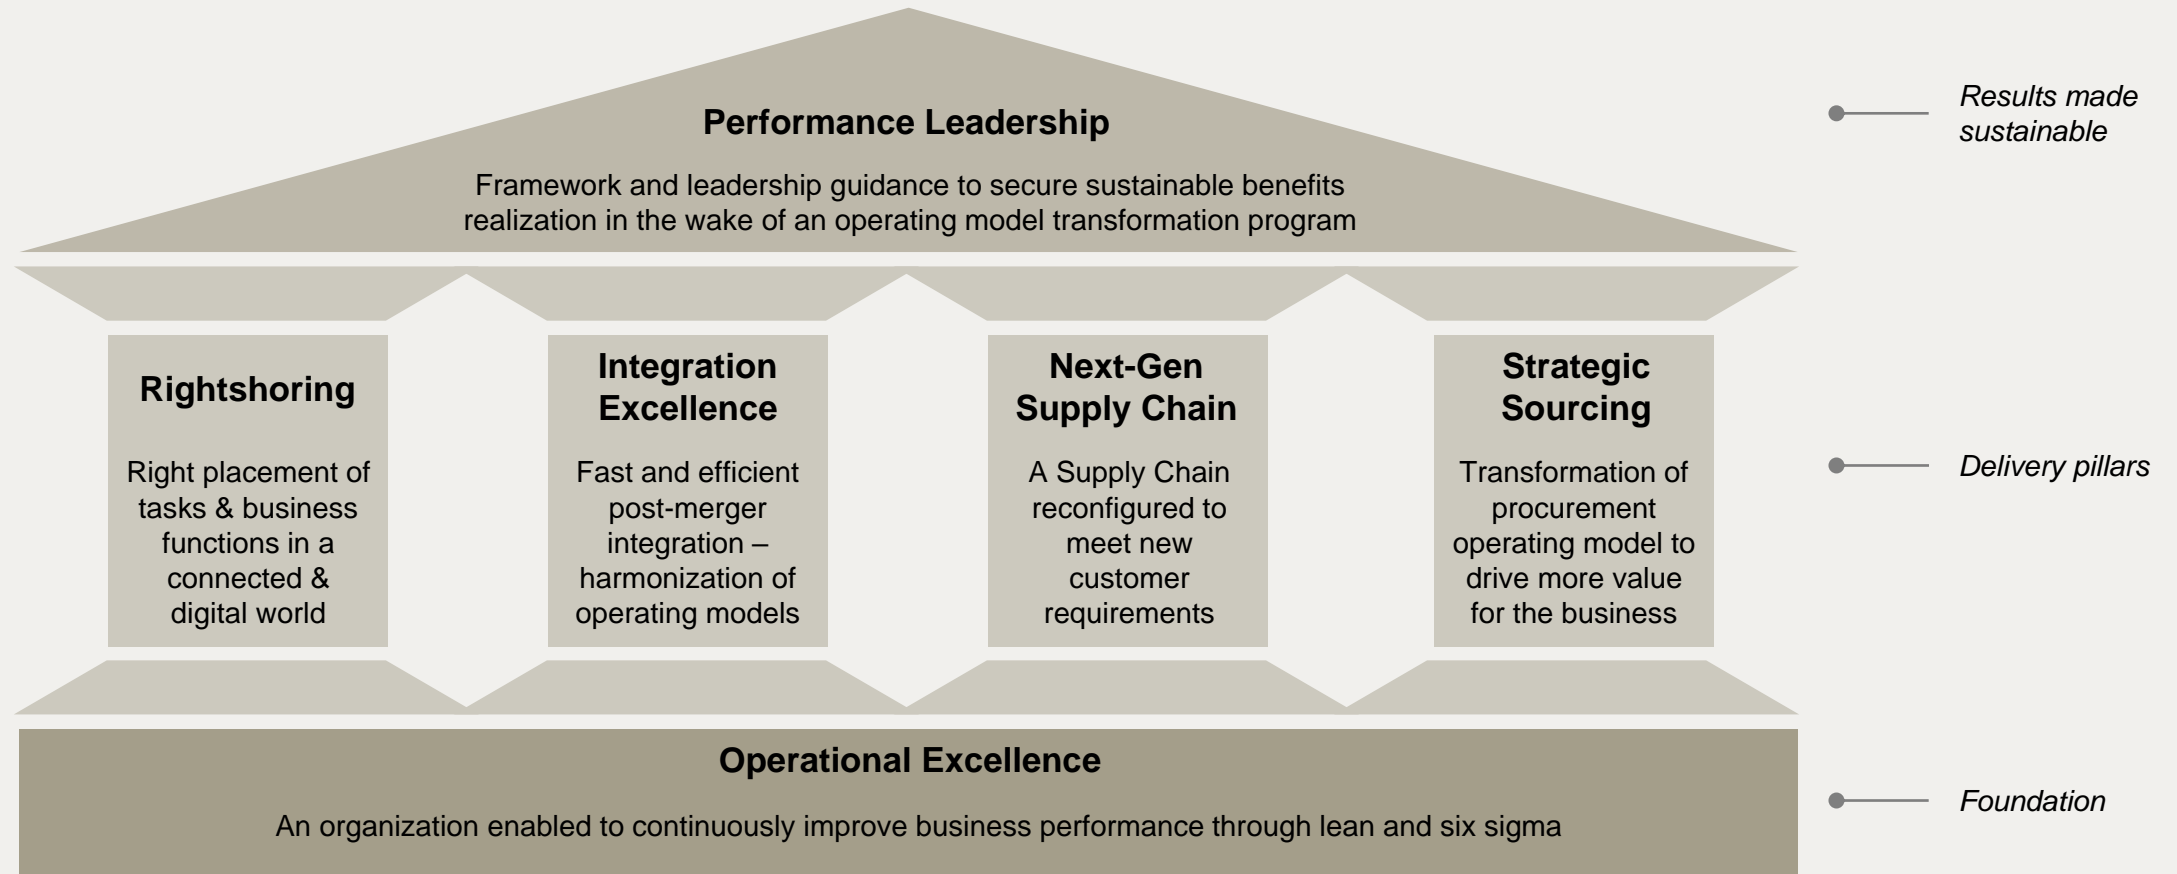 Performance Leadership
Framework and leadership guidance to secure sustainable benefits
realization in the wake of an operating model transformation program
Results made
sustainable
Rightshoring
Right placement of
tasks & business
functions in a
connected &
digital world
Integration
Excellence
Fast and efficient
post-merger
integration –
harmonization of
operating models
Next-Gen
Supply Chain
A Supply Chain
reconfigured to
meet new
customer
requirements
Strategic
Sourcing
Transformation of
procurement
operating model to
drive more value
for the business
Delivery pillars
Operational Excellence
An organization enabled to continuously improve business performance through lean and six sigma
Foundation